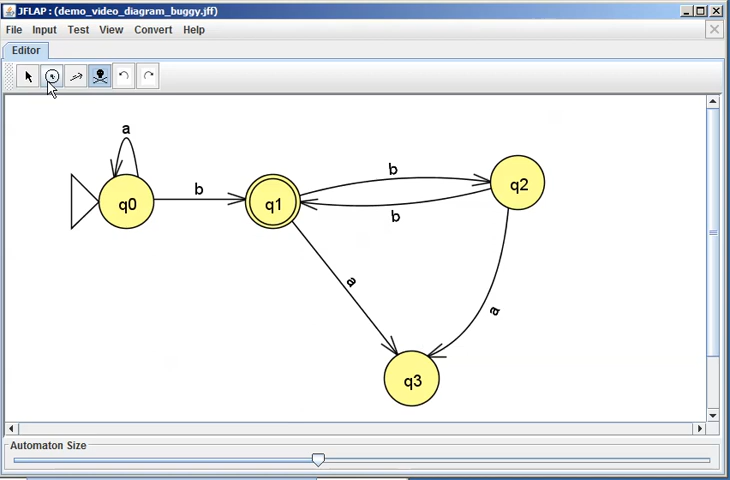 JFLAP : (demo_video_diagram_buggy.jff)
File Input Test View Convert Help
Editor
a
b
b
q0
q1
q2
b
a
a
q3
Automaton Size